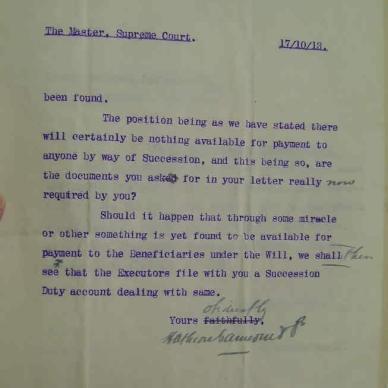 The Master, Supreme Court.
17/10/13.
been found.
The position being as we have stated there
will certainly be nothing available for payment to
anyone by way of Succession, and this being so, are
the documents you asked for in your letter really now
required by you?
Should it happen that through some miracle
or other something is yet found to be available for
payment to the Beneficiaries under the Will, we shall then
see that the Executors file with you a Succession
Duty account dealing with same.
obediently
Yours faithfully,